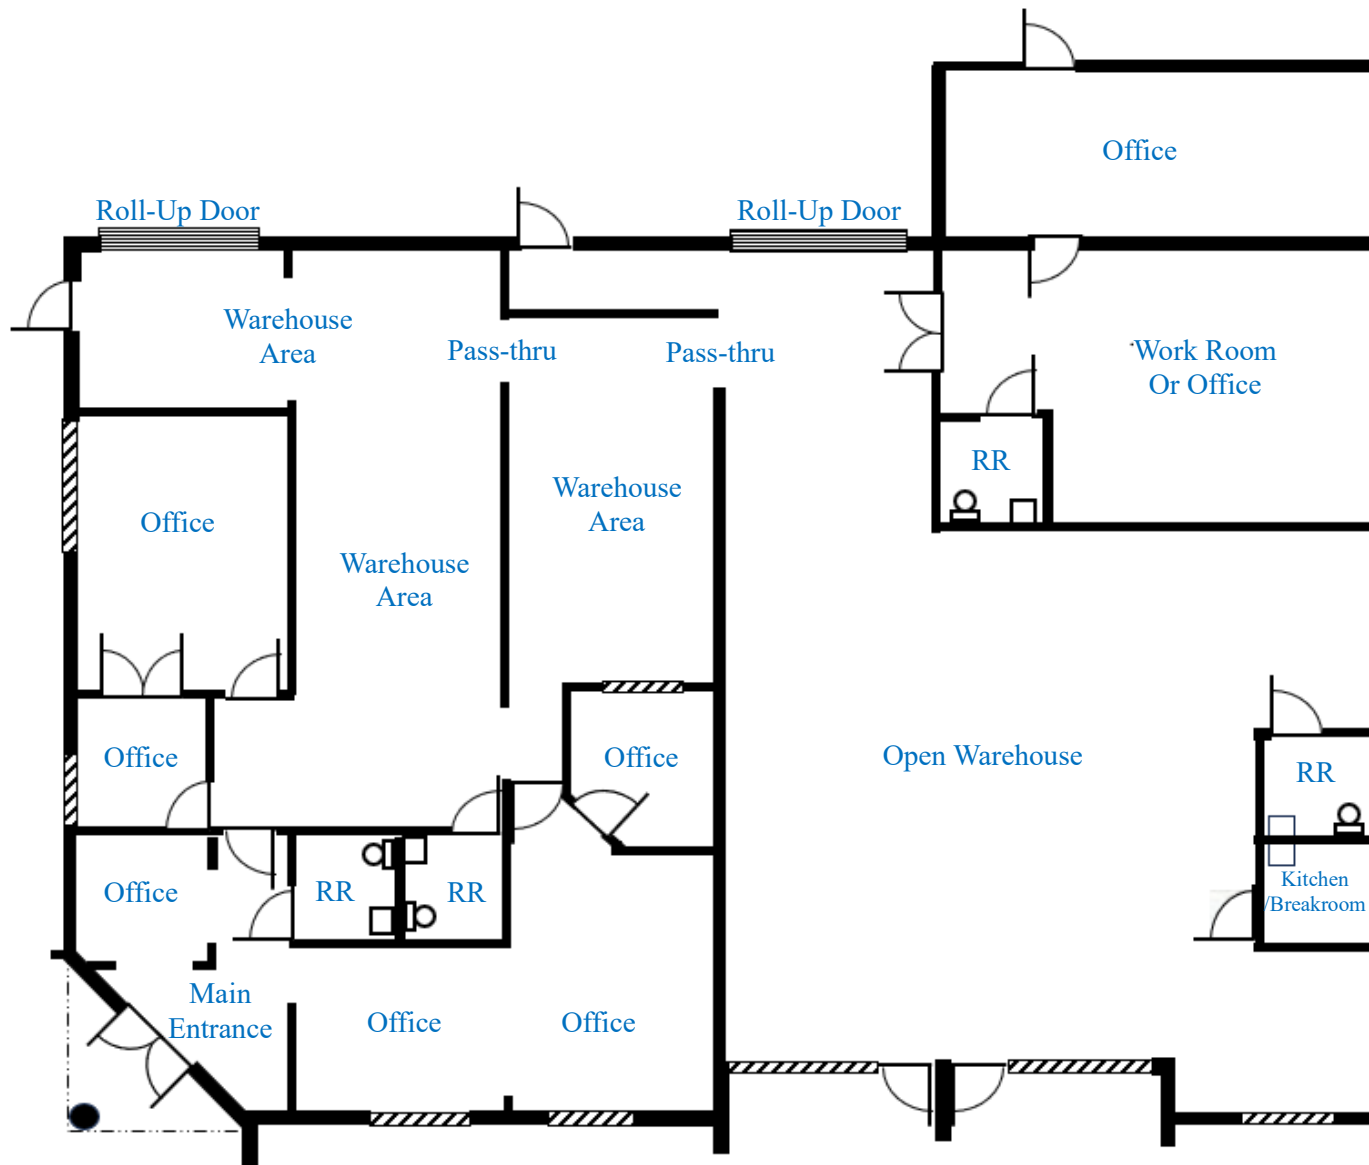 Office
Roll-Up Door
Roll-Up Door
Warehouse
Area
Pass-thru
Pass-thru
Work Room
Or Office
RR
Warehouse
Area
Office
Warehouse
Area
Office
Office
Open Warehouse
RR
Office
RR
RR
Kitchen
/Breakroom
Main
Entrance
Office
Office